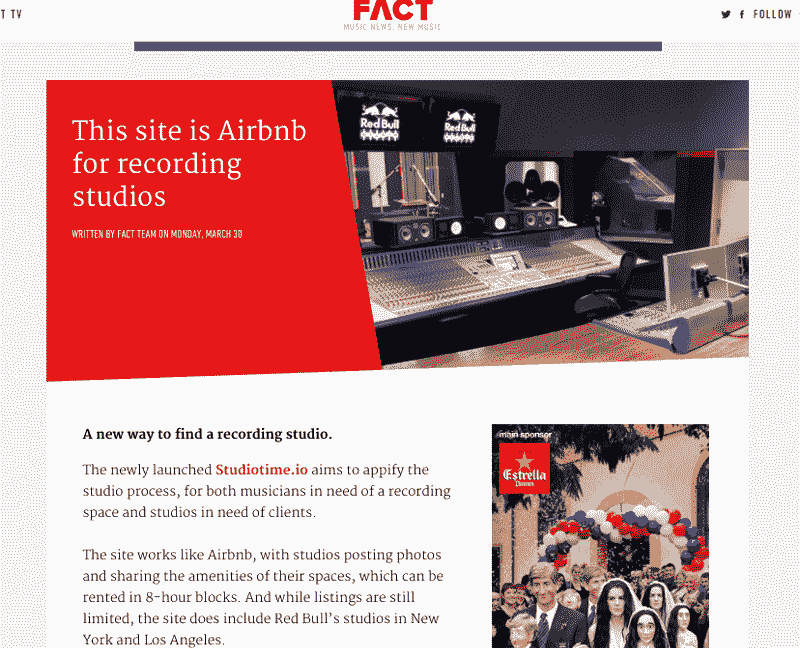 T TV
FACT
MUSIC NEWS, NEW MUSIC
FOLLOW
This site is Airbnb
for recording
studios
WRITTEN BY FACT TEAM ON MONDAY, MARCH 30
Red Bull
Red Bull
A new way to find a recording studio.
The newly launched Studiotime.io aims to appify the
studio process, for both musicians in need of a recording
space and studios in need of clients.
The site works like Airbnb, with studios posting photos
and sharing the amenities of their spaces, which can be
rented in 8-hour blocks. And while listings are still
limited, the site does include Red Bull's studios in New
York and Los Angeles.
main sponsor
Estrella
Damm